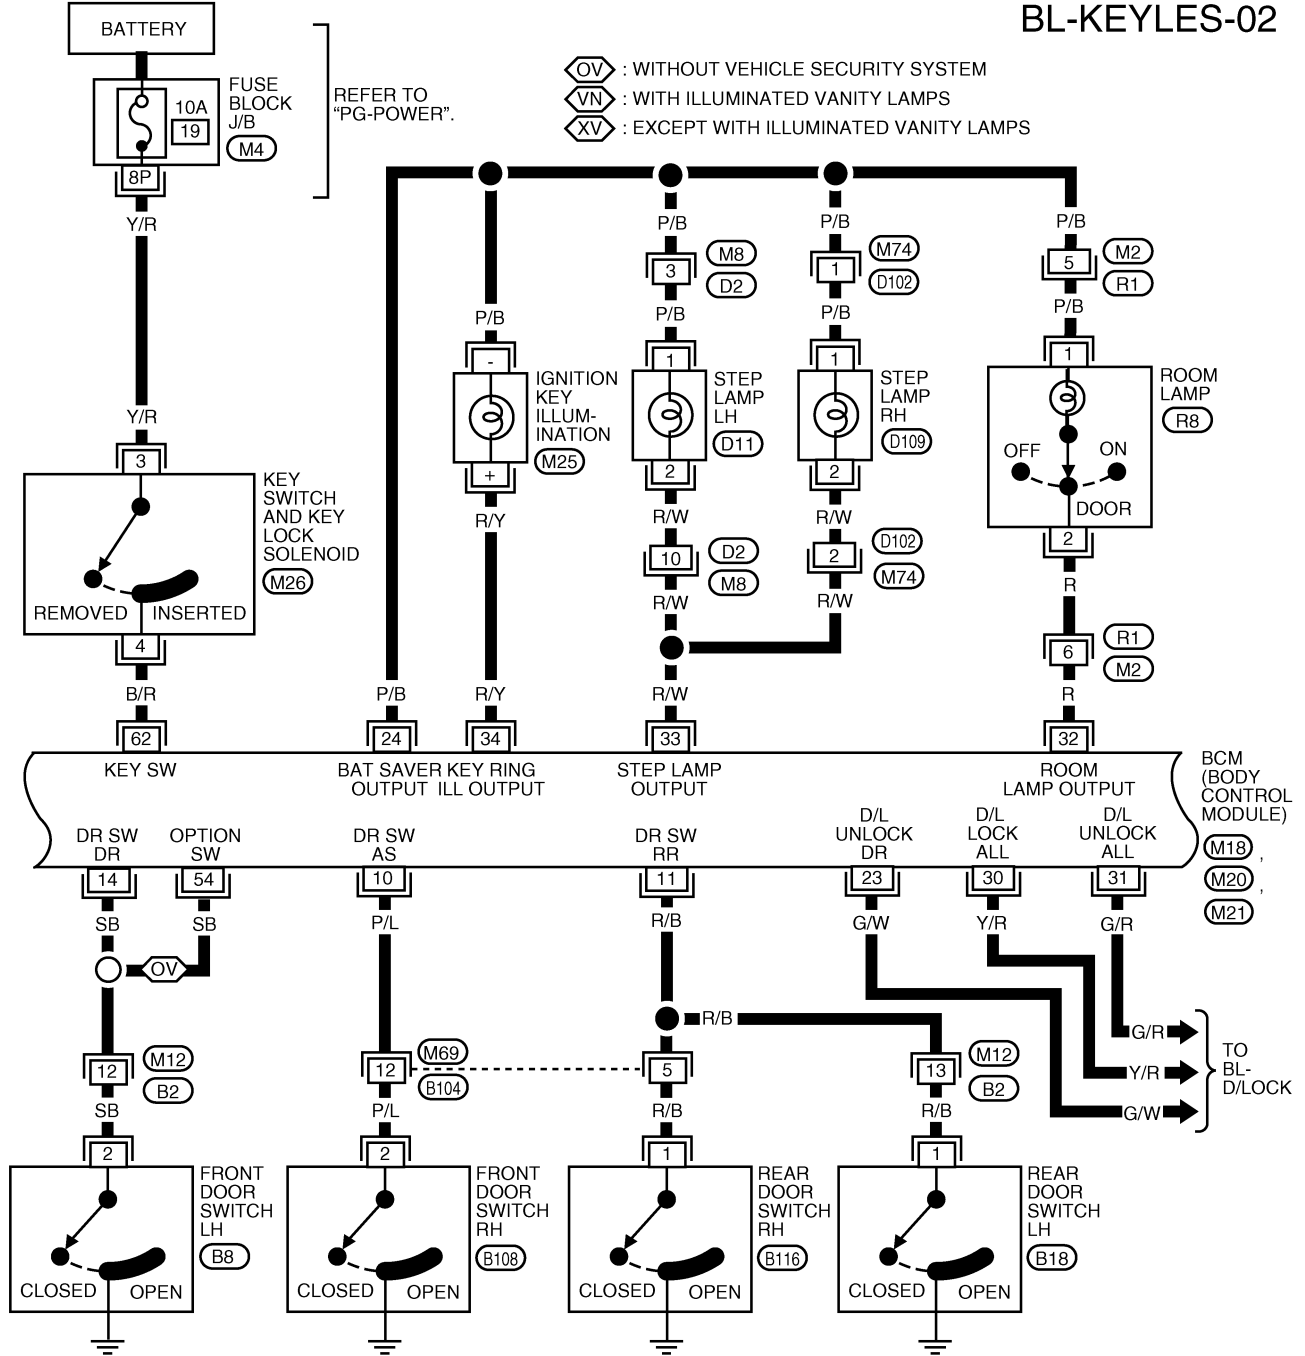 BL-KEYLES-02
BATTERY
FUSE
BLOCK
J/B
M4
10A
19
8P
REFER TO
“PG-POWER”.
OV : WITHOUT VEHICLE SECURITY SYSTEM
VN : WITH ILLUMINATED VANITY LAMPS
XV : EXCEPT WITH ILLUMINATED VANITY LAMPS
Y/R
Y/R
3
KEY
SWITCH
AND KEY
LOCK
SOLENOID
M26
REMOVED
INSERTED
4
B/R
62
P/B
24
P/B
-
IGNITION
KEY
ILLUM-
INATION
M25
+
R/Y
R/Y
34
P/B
3
M8
D2
P/B
1
STEP
LAMP
LH
D11
2
R/W
10
D2
M8
R/W
R/W
33
P/B
1
M74
D102
P/B
1
STEP
LAMP
RH
D109
2
R/W
2
D102
M74
R/W
P/B
5
M2
R1
P/B
1
ROOM
LAMP
R8
OFF
ON
DOOR
2
R
6
R1
M2
R
32
KEY SW
BAT SAVER
OUTPUT
KEY RING
ILL OUTPUT
STEP LAMP
OUTPUT
ROOM
LAMP OUTPUT
BCM
(BODY
CONTROL
MODULE)
M18 ,
M20 ,
M21
DR SW
DR
OPTION
SW
DR SW
AS
DR SW
RR
D/L
UNLOCK
DR
D/L
LOCK
ALL
D/L
UNLOCK
ALL
14
54
10
11
23
30
31
SB
SB
P/L
R/B
G/W
Y/R
G/R
OV
R/B
G/R
Y/R
G/W
TO
BL-
D/LOCK
12
M12
B2
12
M69
B104
5
13
M12
B2
SB
P/L
R/B
R/B
2
2
1
1
FRONT
DOOR
SWITCH
LH
B8
CLOSED
OPEN
FRONT
DOOR
SWITCH
RH
B108
CLOSED
OPEN
REAR
DOOR
SWITCH
RH
B116
CLOSED
OPEN
REAR
DOOR
SWITCH
LH
B18
CLOSED
OPEN